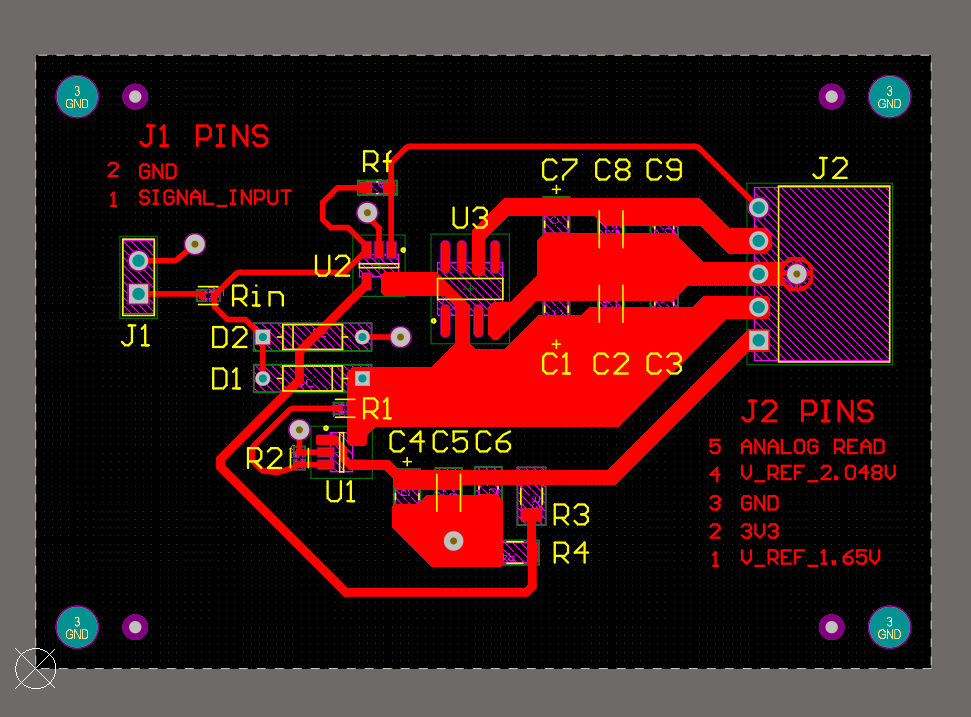 3
GND
3
GND
J1 PINS
2 GND
1 SIGNAL_INPUT
Rf
C7 C8 C9
J2
U3
U2
Rin
J1
D2
D1
C1 C2 C3
R1
J2 PINS
5 ANALOG READ
4 V_REF_2.048V
3 GND
2 3V3
1 V_REF_1.65V
C4 C5 C6
R2
U1
R3
R4
3
GND
3
GND